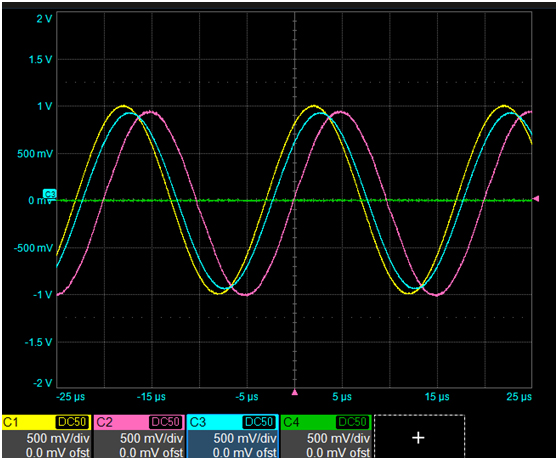 2 V
1.5 V
1 V
500 mV
C3
0 mV
-500 mV
-1 V
-1.5 V
-2 V
-25 µs -15 µs -5 µs 5 µs 15 µs 25 µs
C1 DC50 C2 DC50 C3 DC50 C4 DC50
500 mV/div 500 mV/div 500 mV/div 500 mV/div
0.0 mV ofst 0.0 mV ofst 0.0 mV ofst 0.0 mV ofst
+